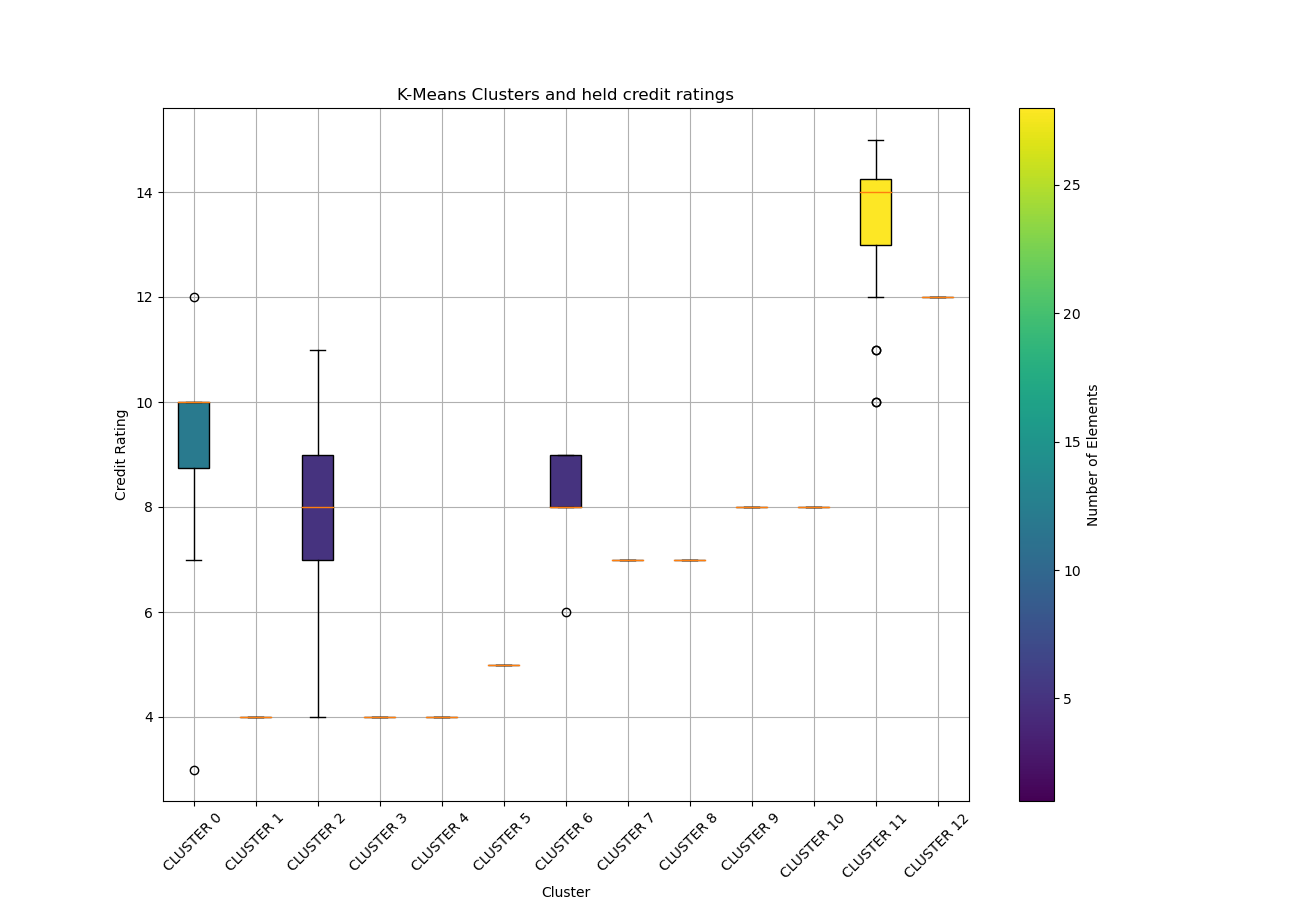 K-Means Clusters and held credit ratings
Credit Rating
14
12
10
8
6
4
CLUSTER 0
CLUSTER 1
CLUSTER 2
CLUSTER 3
CLUSTER 4
CLUSTER 5
CLUSTER 6
CLUSTER 7
CLUSTER 8
CLUSTER 9
CLUSTER 10
CLUSTER 11
CLUSTER 12
Cluster
25
20
15
10
5
Number of Elements